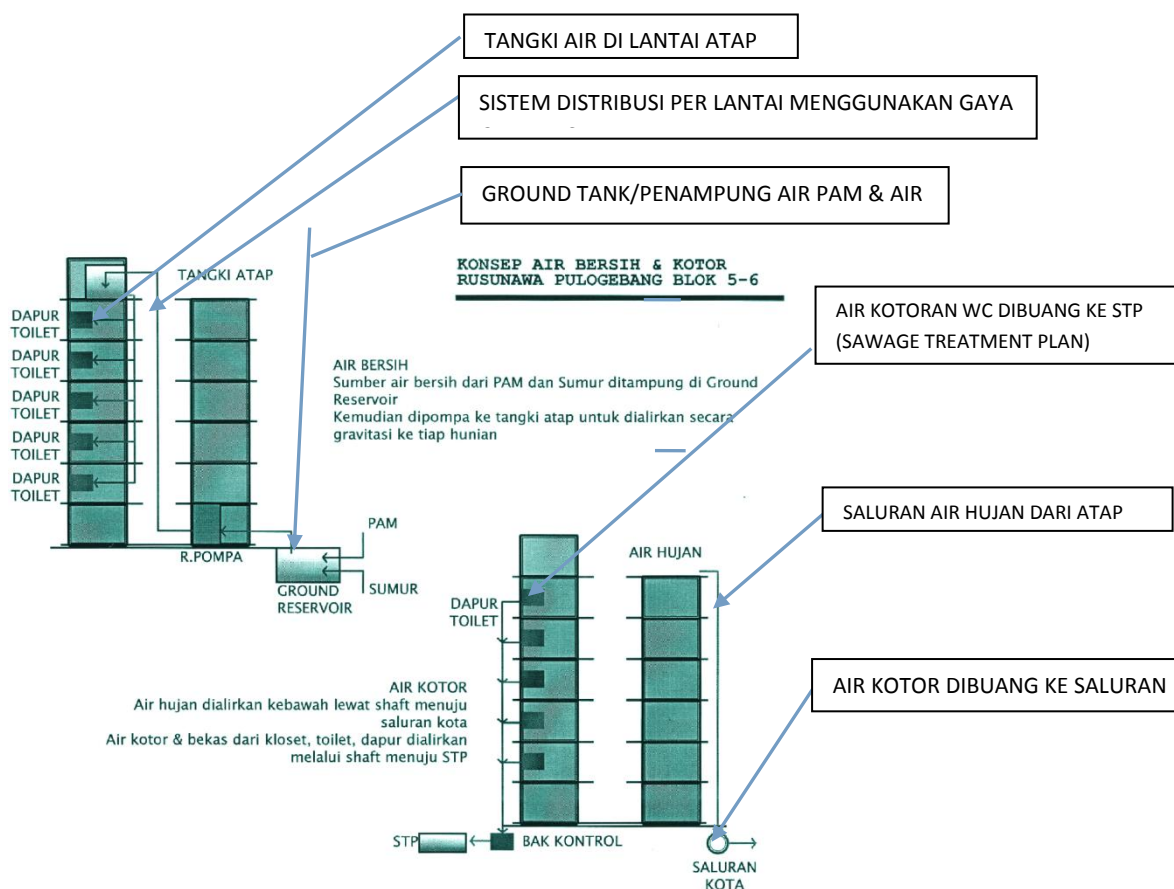 TANGKI AIR DI LANTAI ATAP
SISTEM DISTRIBUSI PER LANTAI MENGGUNAKAN GAYA
GROUND TANK/PENAMPUNG AIR PAM & AIR
KONSEP AIR BERSIH & KOTOR
RUSUNAWA PULOGEBANG BLOK 5-6
TANGKI ATAP
DAPUR
TOILET
DAPUR
TOILET
DAPUR
TOILET
DAPUR
TOILET
DAPUR
TOILET
AIR BERSIH
Sumber air bersih dari PAM dan Sumur ditampung di Ground
Reservoir
Kemudian dipompa ke tangki atap untuk dialirkan secara
gravitasi ke tiap hunian
AIR KOTORAN WC DIBUANG KE STP
(SAWAGE TREATMENT PLAN)
PAM
R.POMPA
SUMUR
GROUND
RESERVOIR
SALURAN AIR HUJAN DARI ATAP
AIR HUJAN
DAPUR
TOILET
AIR KOTOR
Air hujan dialirkan kebawah lewat shaft menuju
saluran kota
Air kotor & bekas dari kloset, toilet, dapur dialirkan
melalui shaft menuju STP
AIR KOTOR DIBUANG KE SALURAN
STP
BAK KONTROL
SALURAN
KOTA